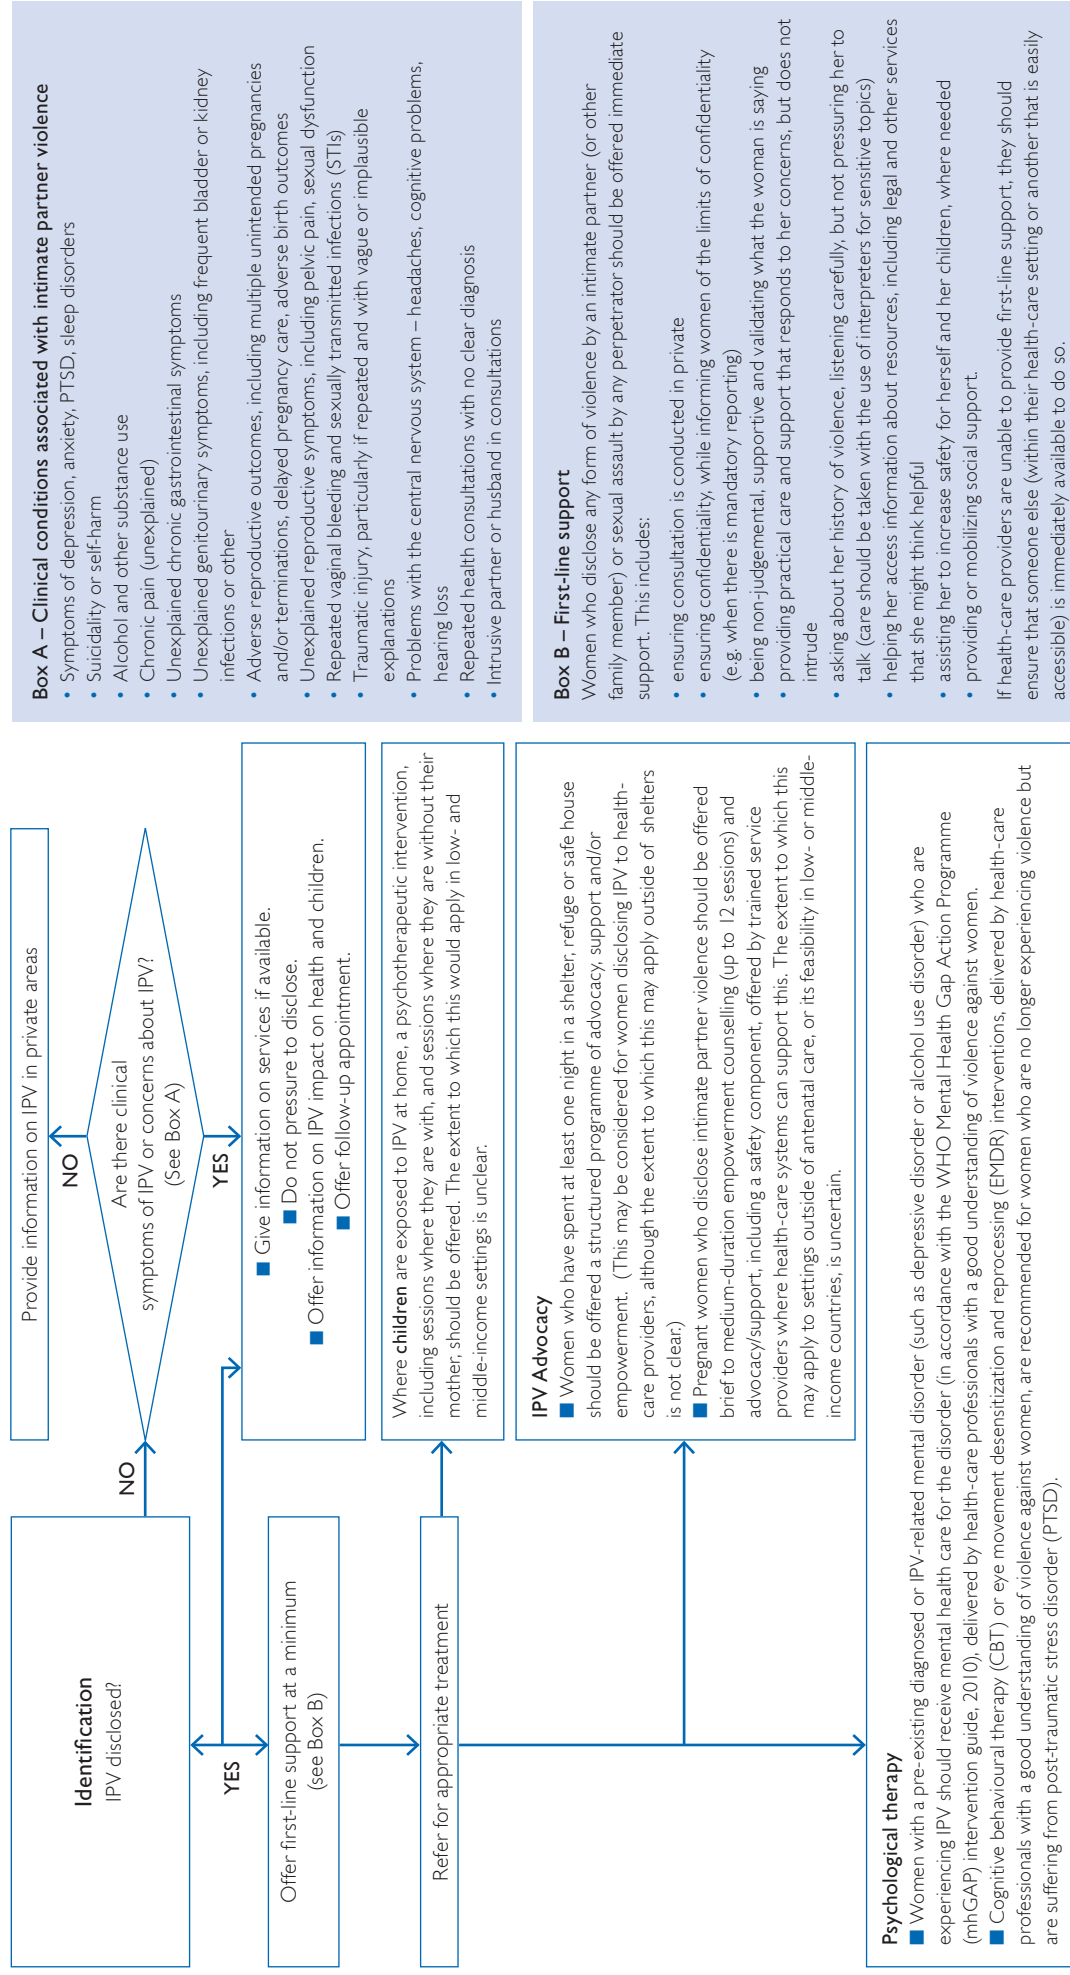 Identification
IPV disclosed?
NO
YES
Are there clinical
symptoms of IPV or concerns about IPV?
(See Box A)
NO
Provide information on IPV in private areas
YES
■ Give information on services if available.
■ Do not pressure to disclose.
■ Offer information on IPV impact on health and children.
■ Offer follow-up appointment.
Offer first-line support at a minimum
(see Box B)
Refer for appropriate treatment
Where children are exposed to IPV at home, a psychotherapeutic intervention,
including sessions where they are with, and sessions where they are without their
mother, should be offered. The extent to which this would apply in low- and
middle-income settings is unclear.
IPV Advocacy
■ Women who have spent at least one night in a shelter, refuge or safe house
should be offered a structured programme of advocacy, support and/or
empowerment. (This may be considered for women disclosing IPV to health-
care providers, although the extent to which this may apply outside of shelters
is not clear.)
■ Pregnant women who disclose intimate partner violence should be offered
brief to medium-duration empowerment counselling (up to 12 sessions) and
advocacy/support, including a safety component, offered by trained service
providers where health-care systems can support this. The extent to which this
may apply to settings outside of antenatal care, or its feasibility in low- or middle-
income countries, is uncertain.
Psychological therapy
■ Women with a pre-existing diagnosed or IPV-related mental disorder (such as depressive disorder or alcohol use disorder) who are
experiencing IPV should receive mental health care for the disorder (in accordance with the WHO Mental Health Gap Action Programme
(mhGAP) intervention guide, 2010), delivered by health-care professionals with a good understanding of violence against women.
■ Cognitive behavioural therapy (CBT) or eye movement desensitization and reprocessing (EMDR) interventions, delivered by health-care
professionals with a good understanding of violence against women, are recommended for women who are no longer experiencing violence but
are suffering from post-traumatic stress disorder (PTSD).
Box A – Clinical conditions associated with intimate partner violence
• Symptoms of depression, anxiety, PTSD, sleep disorders
• Suicidality or self-harm
• Alcohol and other substance use
• Chronic pain (unexplained)
• Unexplained chronic gastrointestinal symptoms
• Unexplained genitourinary symptoms, including frequent bladder or kidney
infections or other
• Adverse reproductive outcomes, including multiple unintended pregnancies
and/or terminations, delayed pregnancy care, adverse birth outcomes
• Unexplained reproductive symptoms, including pelvic pain, sexual dysfunction
• Repeated vaginal bleeding and sexually transmitted infections (STIs)
• Traumatic injury, particularly if repeated and with vague or implausible
explanations
• Problems with the central nervous system – headaches, cognitive problems,
hearing loss
• Repeated health consultations with no clear diagnosis
• Intrusive partner or husband in consultations
Box B – First-line support
Women who disclose any form of violence by an intimate partner (or other
family member) or sexual assault by any perpetrator should be offered immediate
support. This includes:
• ensuring consultation is conducted in private
• ensuring confidentiality, while informing women of the limits of confidentiality
(e.g. when there is mandatory reporting)
• being non-judgemental, supportive and validating what the woman is saying
• providing practical care and support that responds to her concerns, but does not
intrude
• asking about her history of violence, listening carefully, but not pressuring her to
talk (care should be taken with the use of interpreters for sensitive topics)
• helping her access information about resources, including legal and other services
that she might think helpful
• assisting her to increase safety for herself and her children, where needed
• providing or mobilizing social support.
If health-care providers are unable to provide first-line support, they should
ensure that someone else (within their health-care setting or another that is easily
accessible) is immediately available to do so.